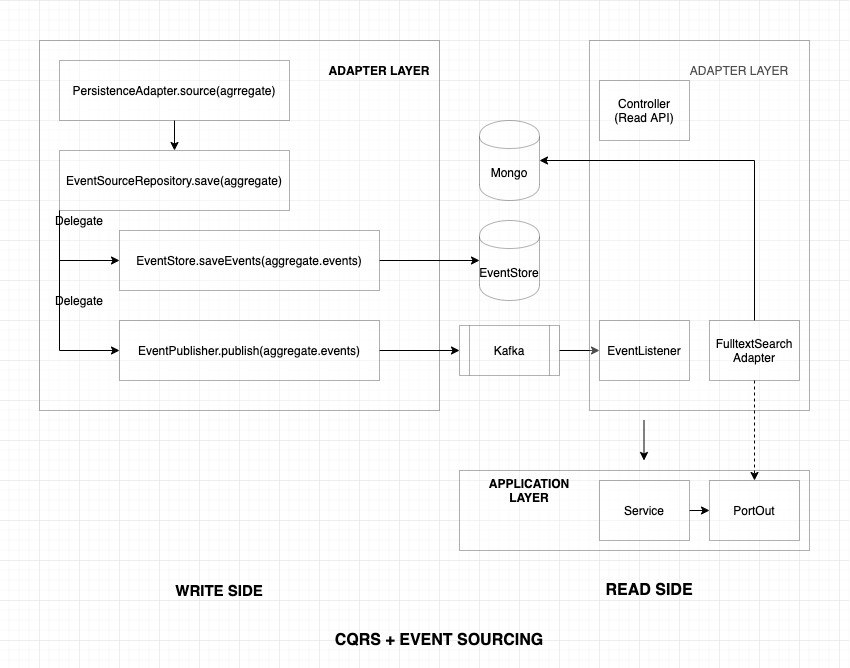 ADAPTER LAYER
PersistenceAdapter.source(agrregate)
EventSourceRepository.save(aggregate)
Delegate
EventStore.saveEvents(aggregate.events)
Delegate
EventPublisher.publish(aggregate.events)
Mongo
EventStore
Kafka
ADAPTER LAYER
Controller
(Read API)
EventListener
FulltextSearch
Adapter
APPLICATION
LAYER
Service
PortOut
WRITE SIDE
READ SIDE
CQRS + EVENT SOURCING